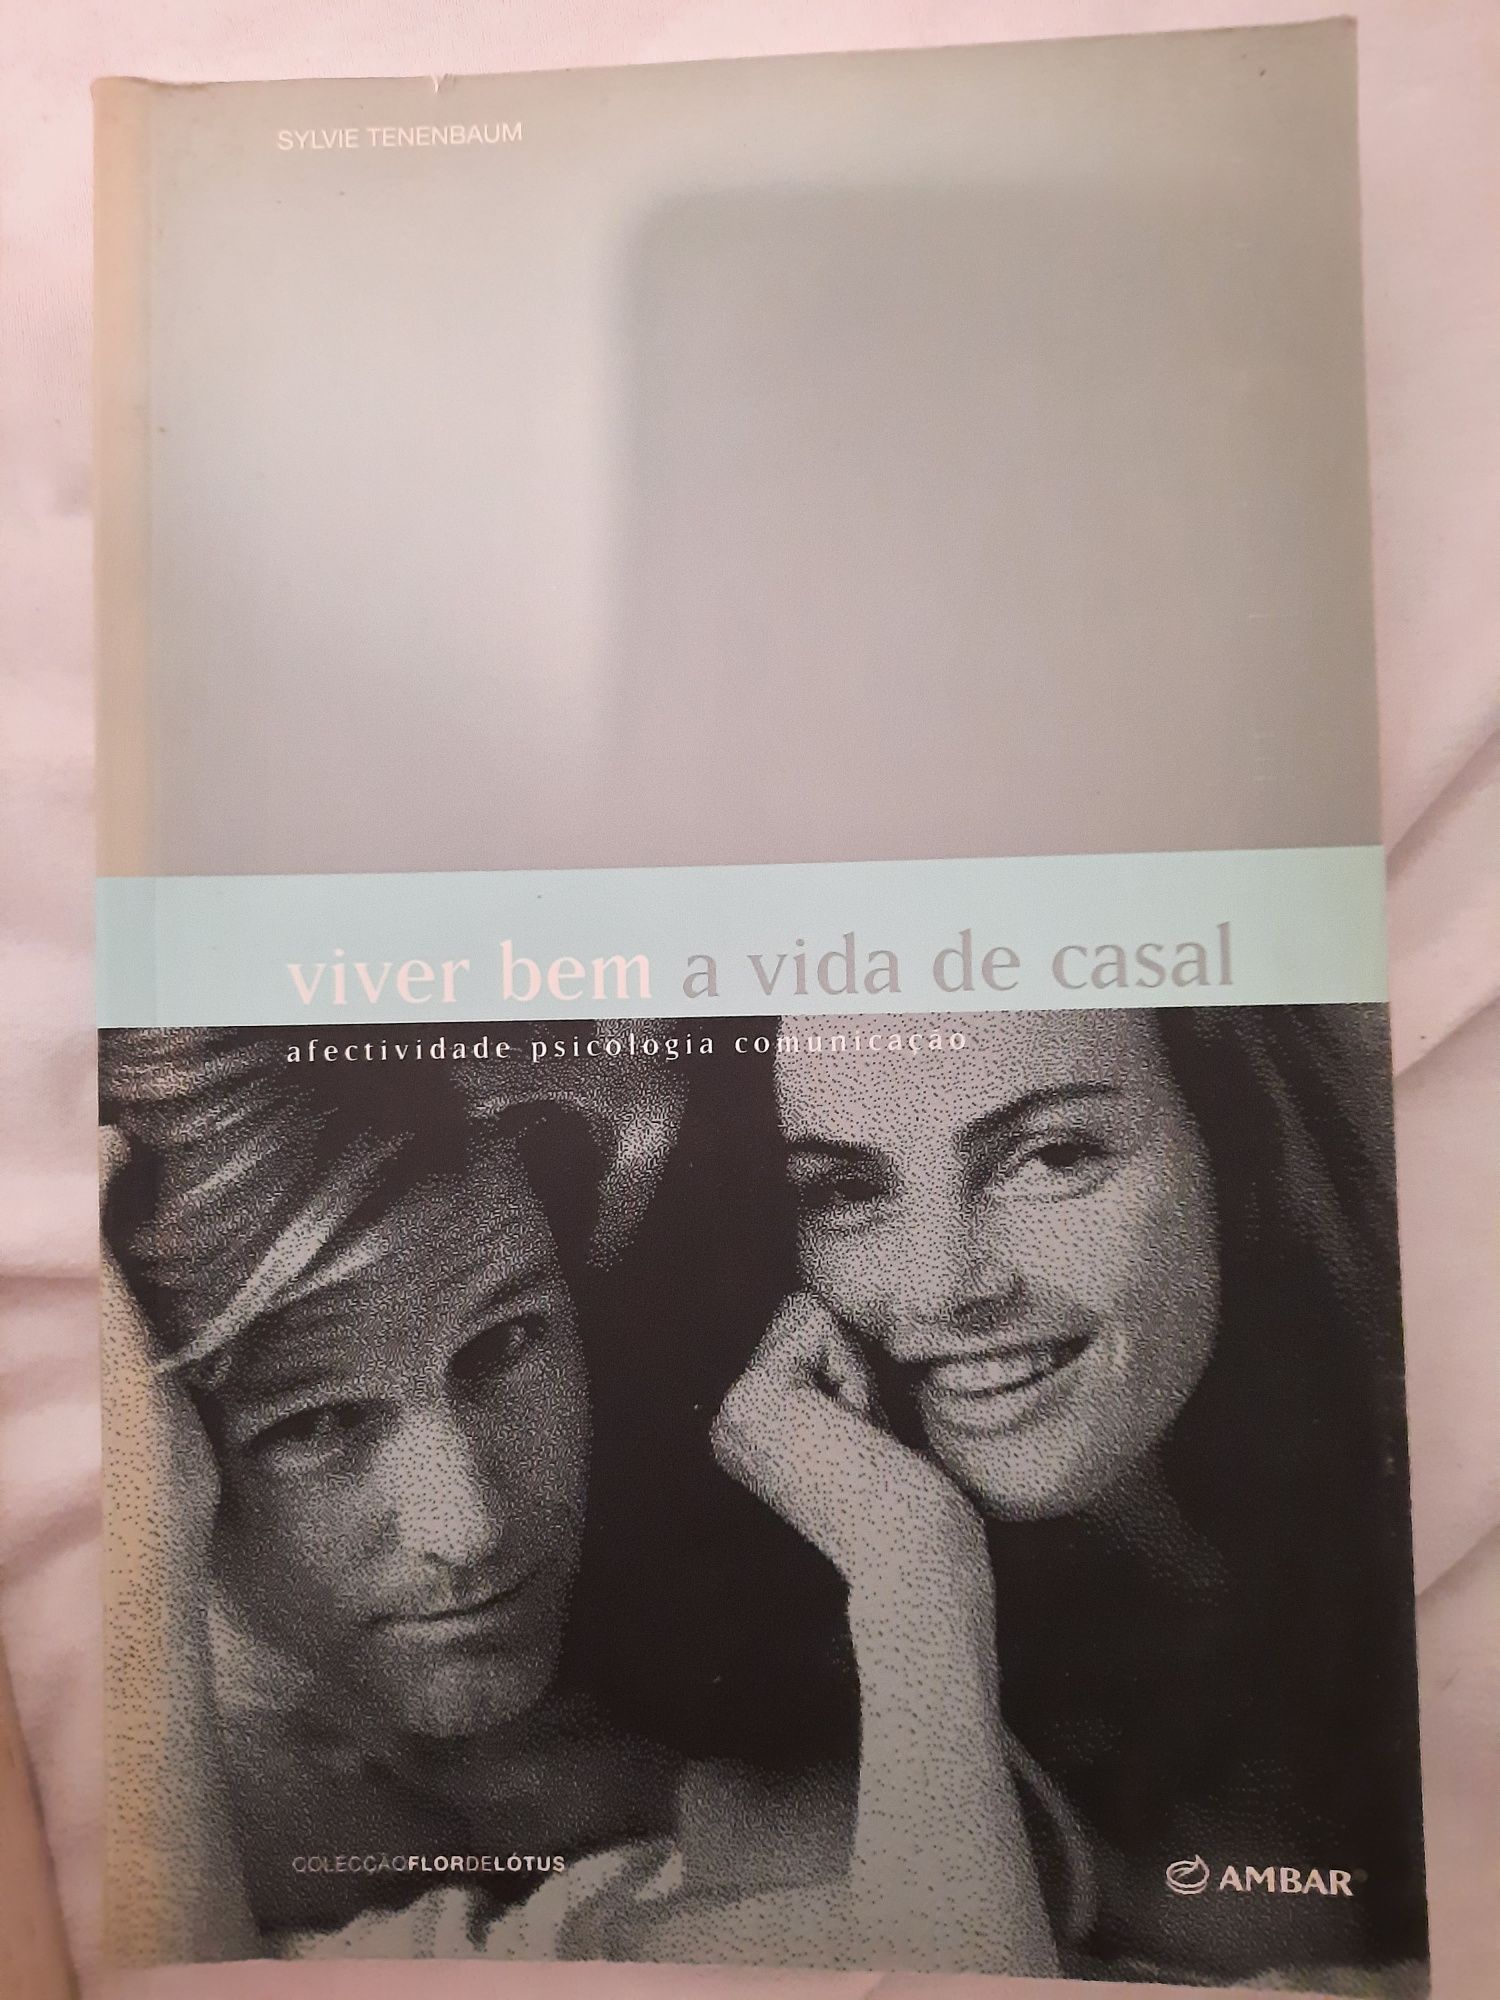 SYLVIE TENENBAUM
viver bem a vida de casal
afectividade psicologia comunicação
COLECÇÃOFLORDELÓTUS
AMBAR